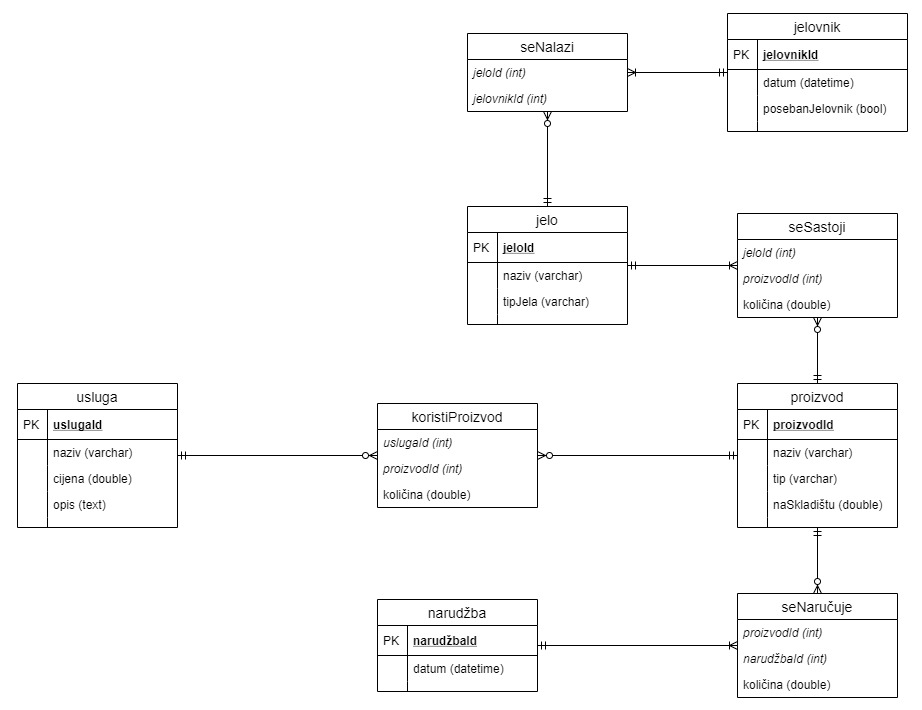 jelovnik
PK jelovnikId
datum (datetime)
posebanJelovnik (bool)
seNalazi
jeloId (int)
jelovnikId (int)
jelo
PK jeloId
naziv (varchar)
tipJela (varchar)
seSastoji
jeloId (int)
proizvodId (int)
količina (double)
usluga
PK uslugaId
naziv (varchar)
cijena (double)
opis (text)
koristiProizvod
uslugaId (int)
proizvodId (int)
količina (double)
proizvod
PK proizvodId
naziv (varchar)
tip (varchar)
naSkladištu (double)
narudžba
PK narudžbaId
datum (datetime)
seNaručuje
proizvodId (int)
narudžbaId (int)
količina (double)